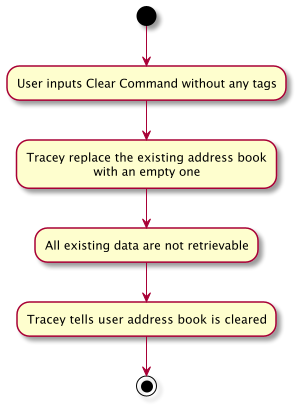 User inputs Clear Command without any tags
Tracey replace the existing address book
with an empty one
All existing data are not retrievable
Tracey tells user address book is cleared